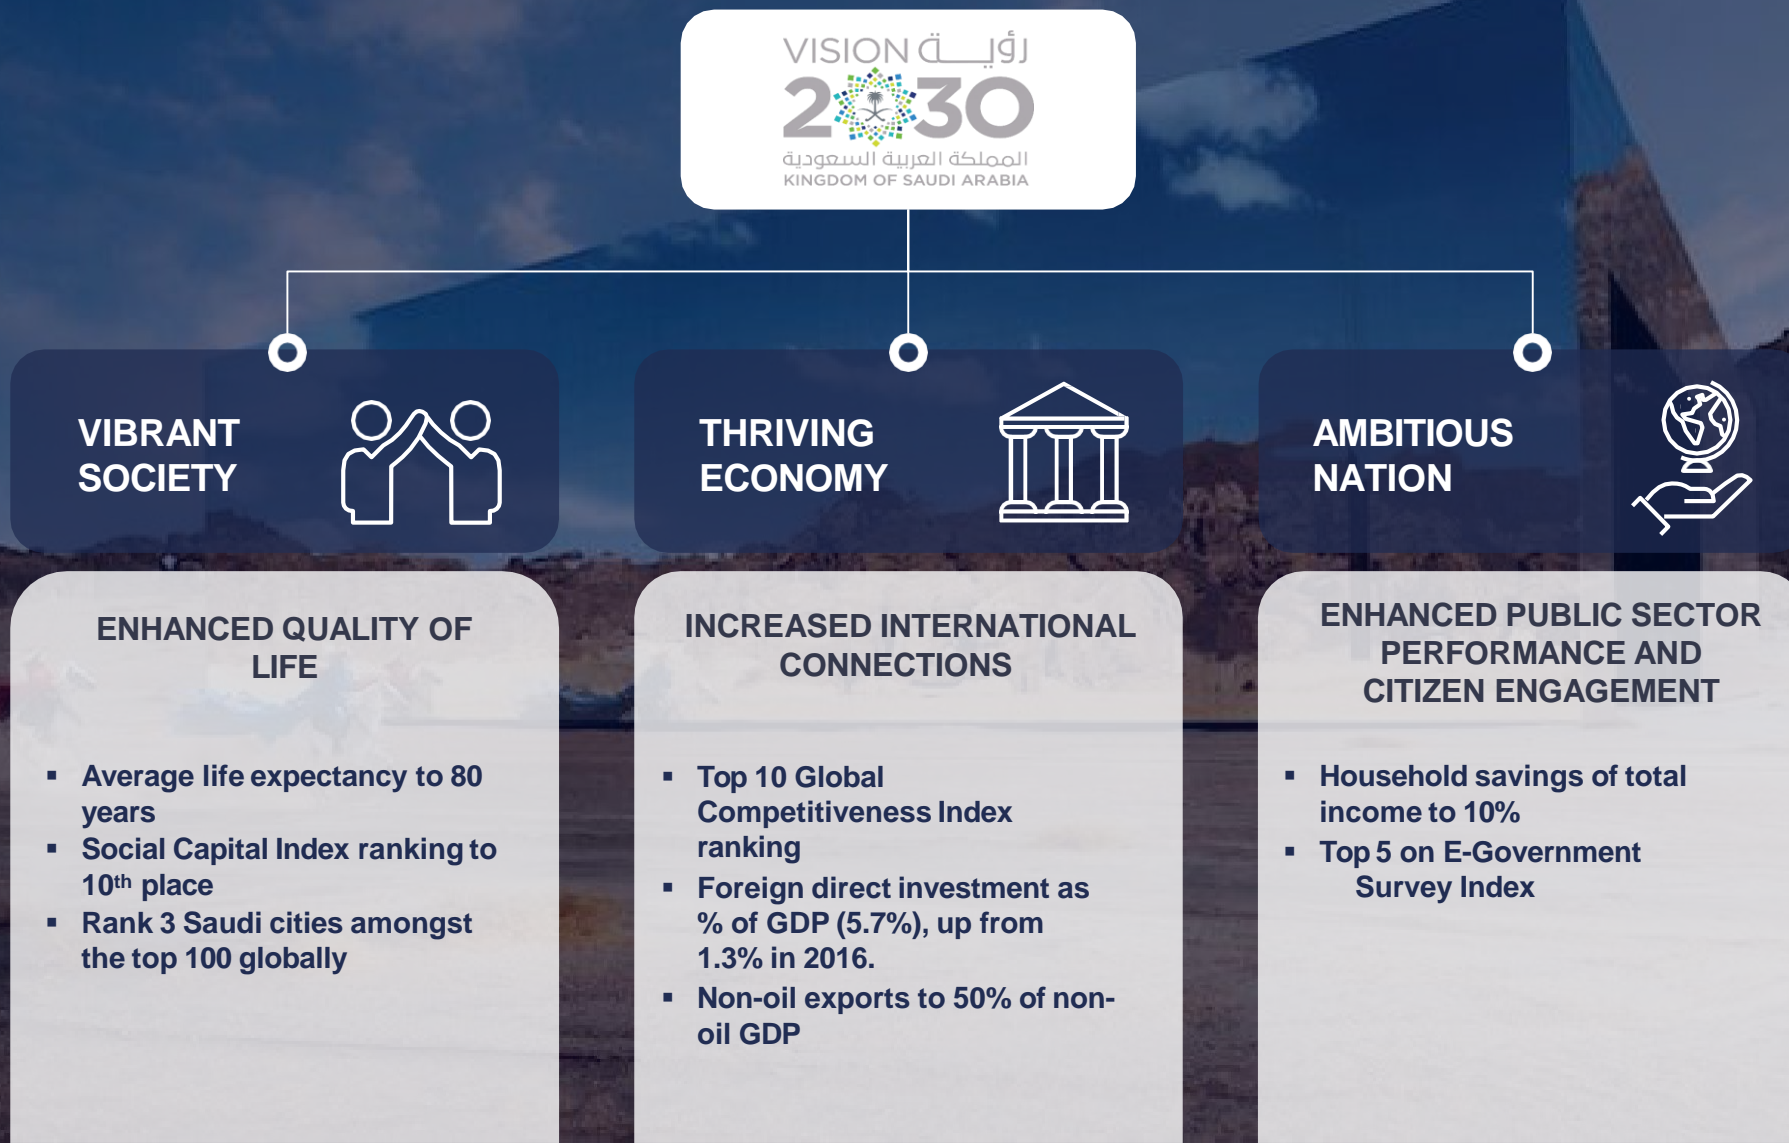 VISION رؤيــة
2030
المملكة العربية السعودية
KINGDOM OF SAUDI ARABIA
VIBRANT
SOCIETY
THRIVING
ECONOMY
AMBITIOUS
NATION
ENHANCED QUALITY OF
LIFE
▪ Average life expectancy to 80
years
▪ Social Capital Index ranking to
10th place
▪ Rank 3 Saudi cities amongst
the top 100 globally
INCREASED INTERNATIONAL
CONNECTIONS
▪ Top 10 Global
Competitiveness Index
ranking
▪ Foreign direct investment as
% of GDP (5.7%), up from
1.3% in 2016.
▪ Non-oil exports to 50% of non-
oil GDP
ENHANCED PUBLIC SECTOR
PERFORMANCE AND
CITIZEN ENGAGEMENT
▪ Household savings of total
income to 10%
▪ Top 5 on E-Government
Survey Index